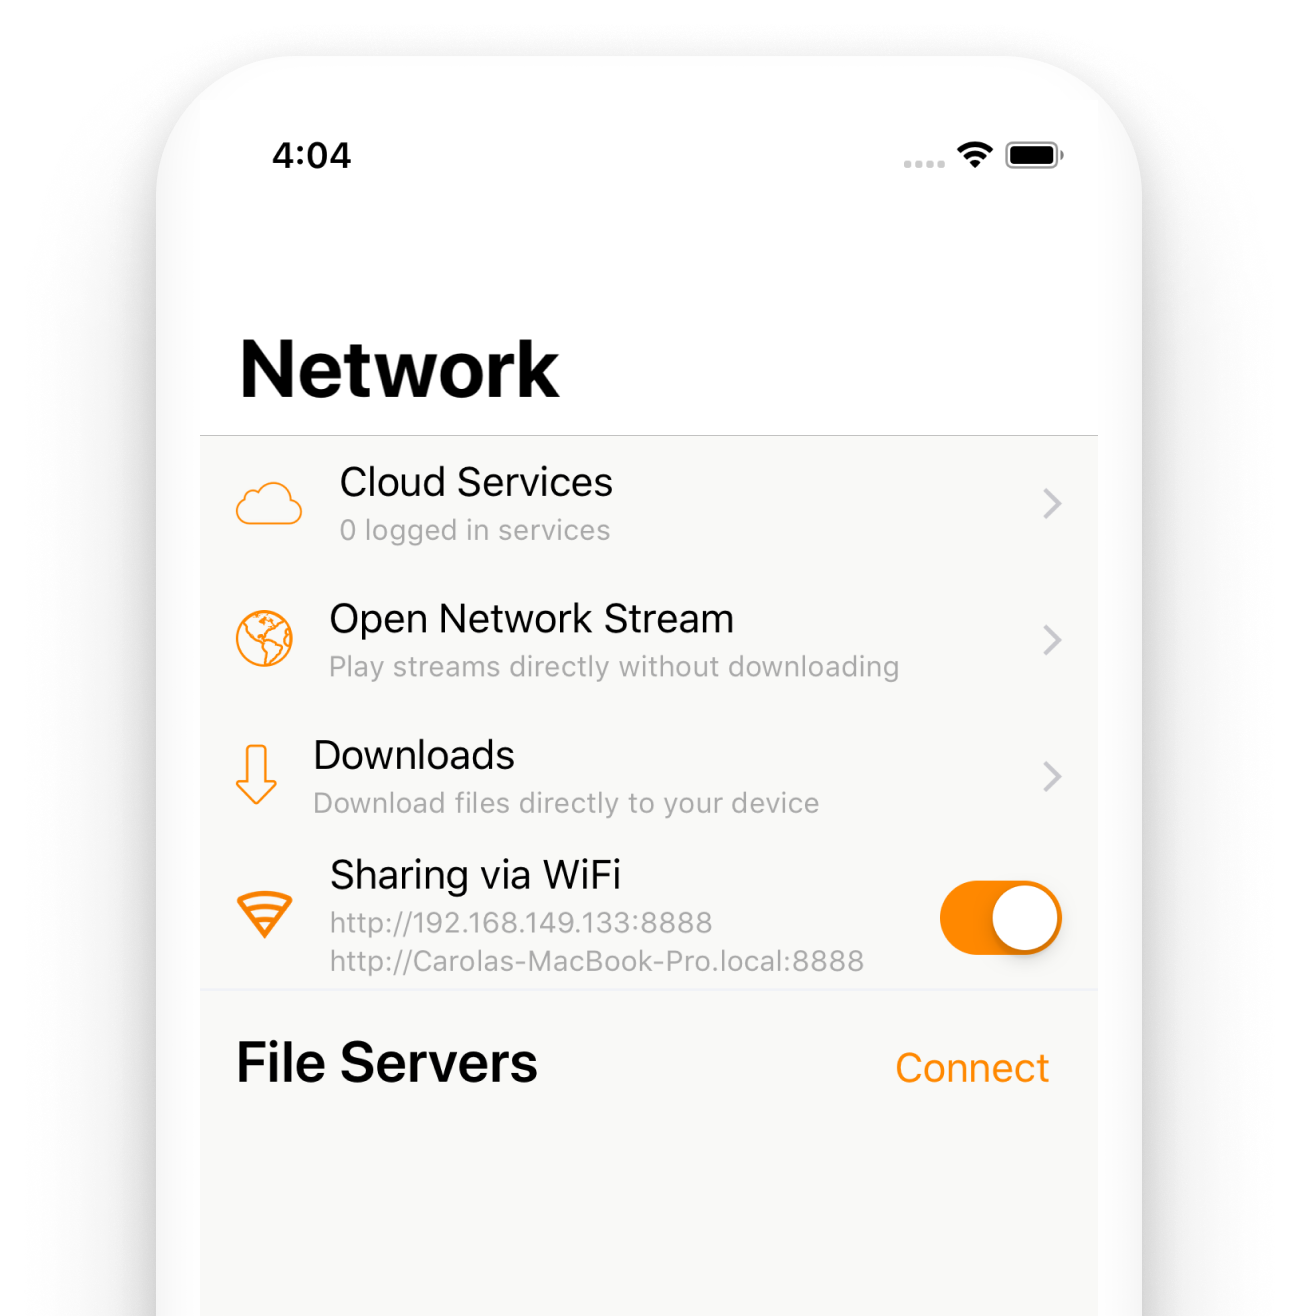 4:04
Network
Cloud Services
0 logged in services
Open Network Stream
Play streams directly without downloading
Downloads
Download files directly to your device
Sharing via WiFi
http://192.168.149.133:8888
http://Carolas-MacBook-Pro.local:8888
File Servers
Connect